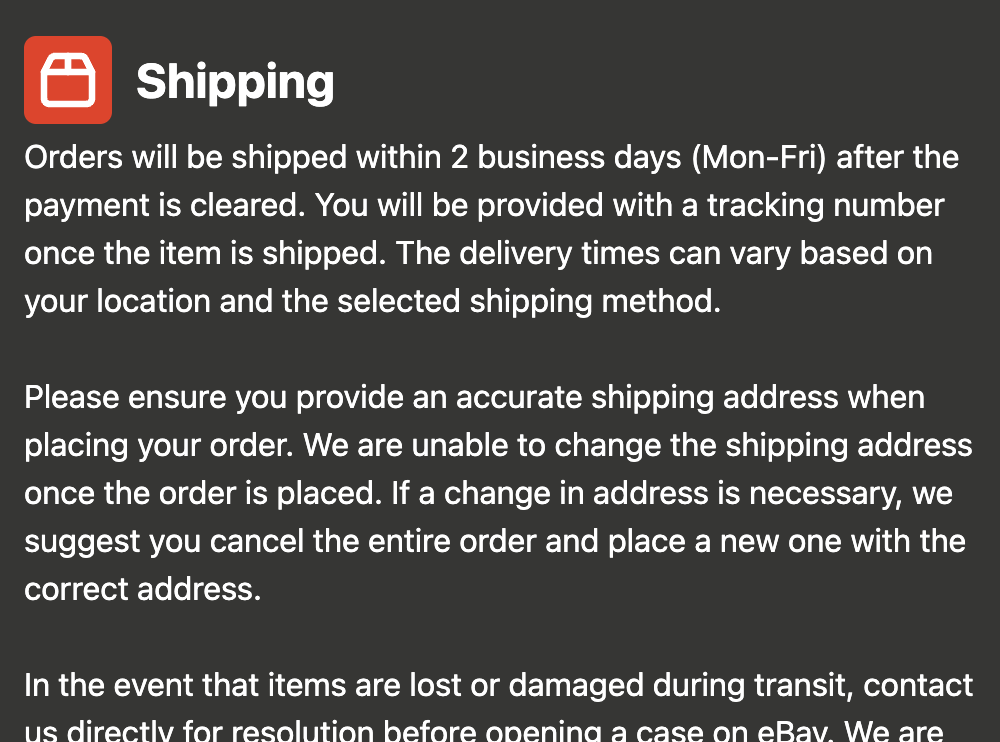 Shipping
Orders will be shipped within 2 business days (Mon-Fri) after the
payment is cleared. You will be provided with a tracking number
once the item is shipped. The delivery times can vary based on
your location and the selected shipping method.
Please ensure you provide an accurate shipping address when
placing your order. We are unable to change the shipping address
once the order is placed. If a change in address is necessary, we
suggest you cancel the entire order and place a new one with the
correct address.
In the event that items are lost or damaged during transit, contact
us directly for resolution before opening a case on eBay. We are